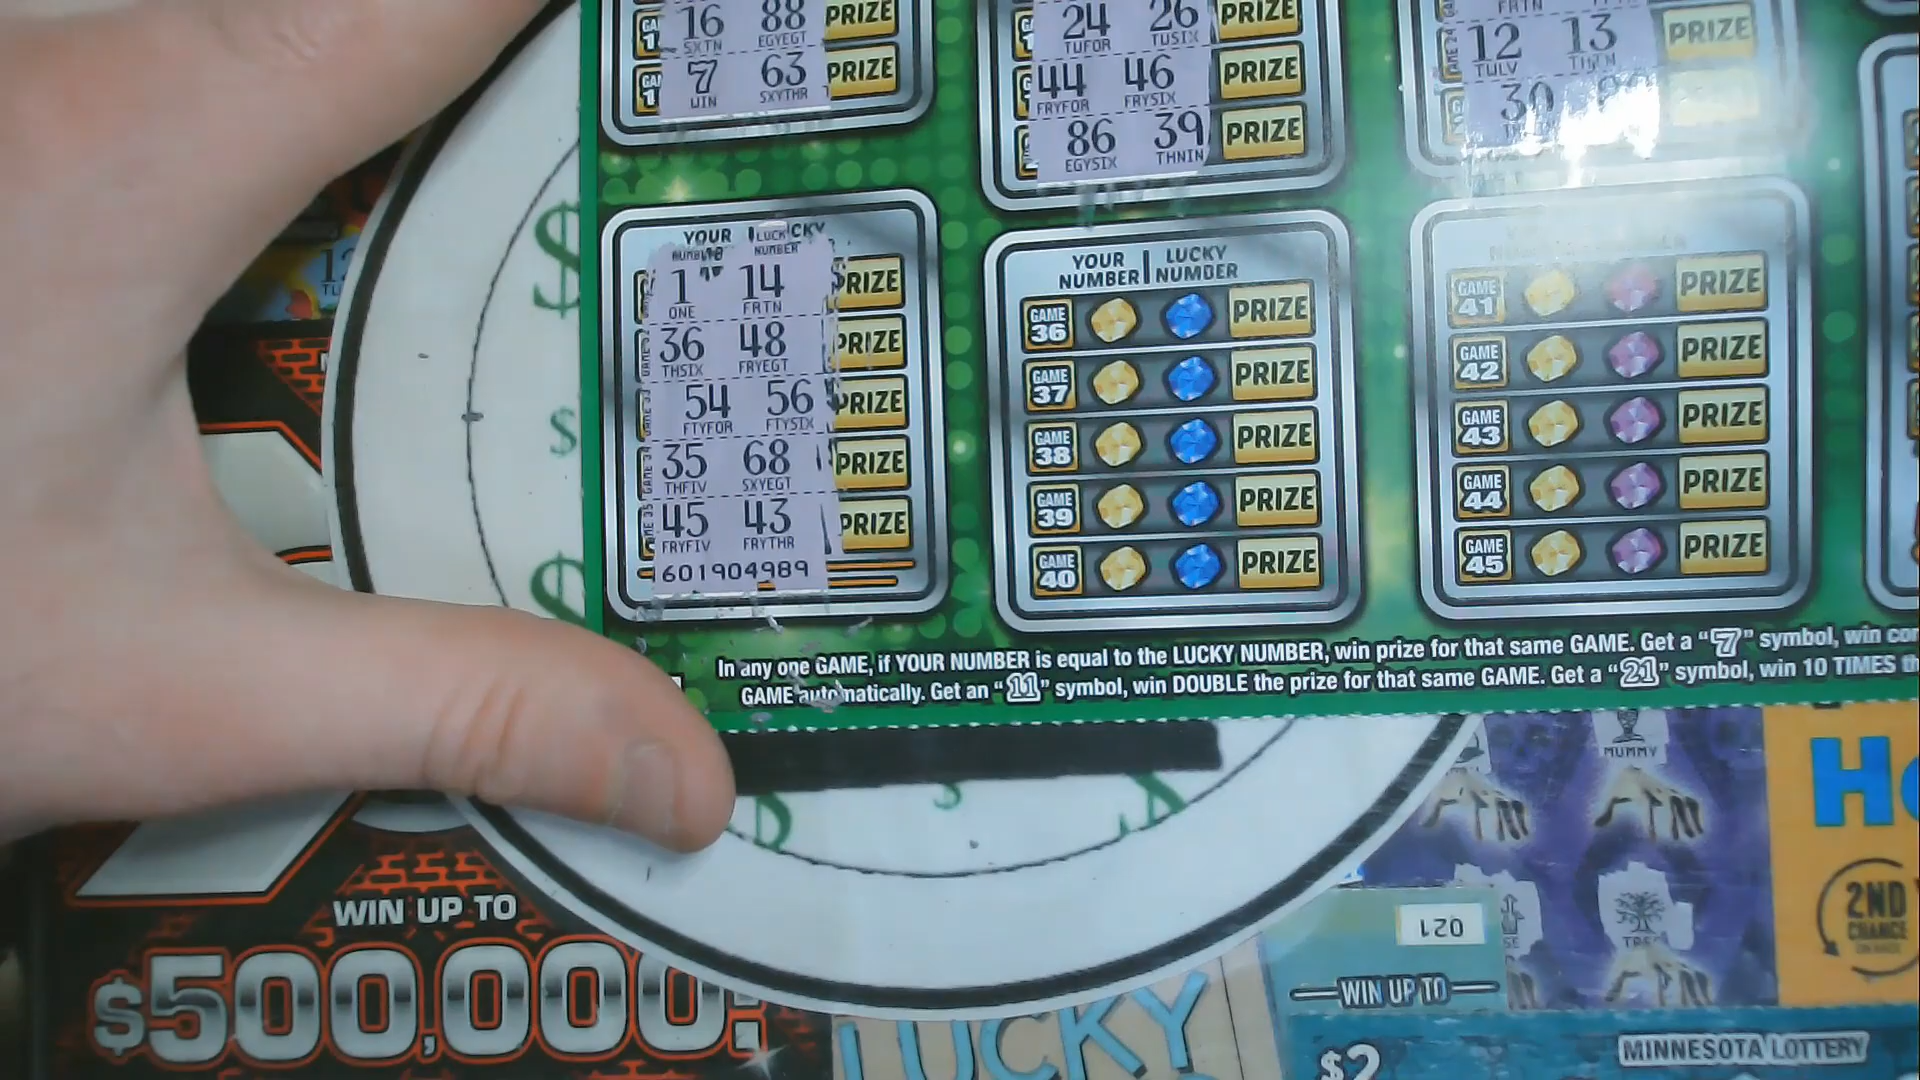 16 88 PRIZE
SXTN EGYEGT
7 63 PRIZE
WIN SXYTHR
24 26 PRIZE
TUFOR TUSIX
44 46 PRIZE
FRYFOR FRYSIX
86 39 PRIZE
EGYSIX THNIN
12 13 PRIZE
TWLV
30
YOUR
NUMBER
1 14 PRIZE
ONE FRTN
36 48 PRIZE
THSIX FRYEGT
54 56 PRIZE
FTYFOR FTYSIX
35 68 PRIZE
THFIV SXYEGT
45 43 PRIZE
FRYFIV FRYTHR
601904989
YOUR NUMBER | LUCKY NUMBER
GAME 36 PRIZE
GAME 37 PRIZE
GAME 38 PRIZE
GAME 39 PRIZE
GAME 40 PRIZE
GAME 41 PRIZE
GAME 42 PRIZE
GAME 43 PRIZE
GAME 44 PRIZE
GAME 45 PRIZE
In any one GAME, if YOUR NUMBER is equal to the LUCKY NUMBER, win prize for that same GAME. Get a "7" symbol, win
GAME automatically. Get an "11" symbol, win DOUBLE the prize for that same GAME. Get a "21" symbol, win 10 TIMES
MUMMY
2ND
CHANCE
021
WIN UP TO
$500,000!
LUCKY
WIN UP TO
$2
MINNESOTA LOTTERY